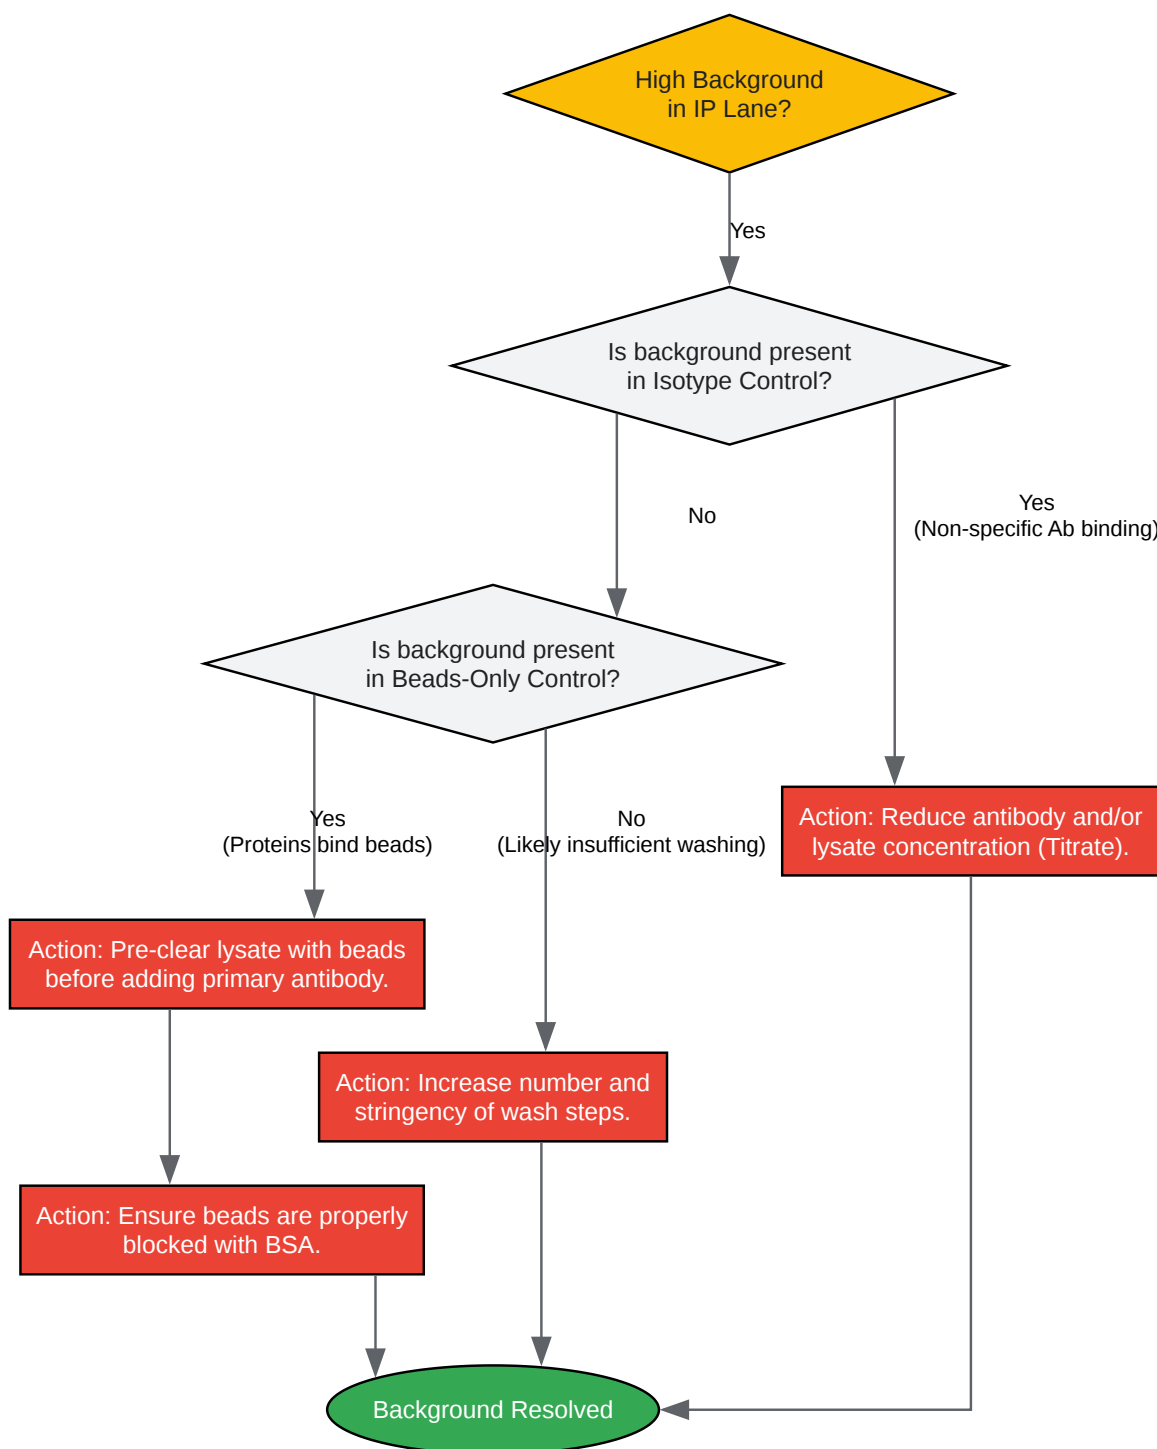 High Background
in IP Lane?
Yes
Is background present
in Isotype Control?
No
Yes
(Non-specific Ab binding)
Is background present
in Beads-Only Control?
Yes
(Proteins bind beads)
No
(Likely insufficient washing)
Action: Reduce antibody and/or
lysate concentration (Titrate).
Action: Pre-clear lysate with beads
before adding primary antibody.
Action: Increase number and
stringency of wash steps.
Action: Ensure beads are properly
blocked with BSA.
Background Resolved